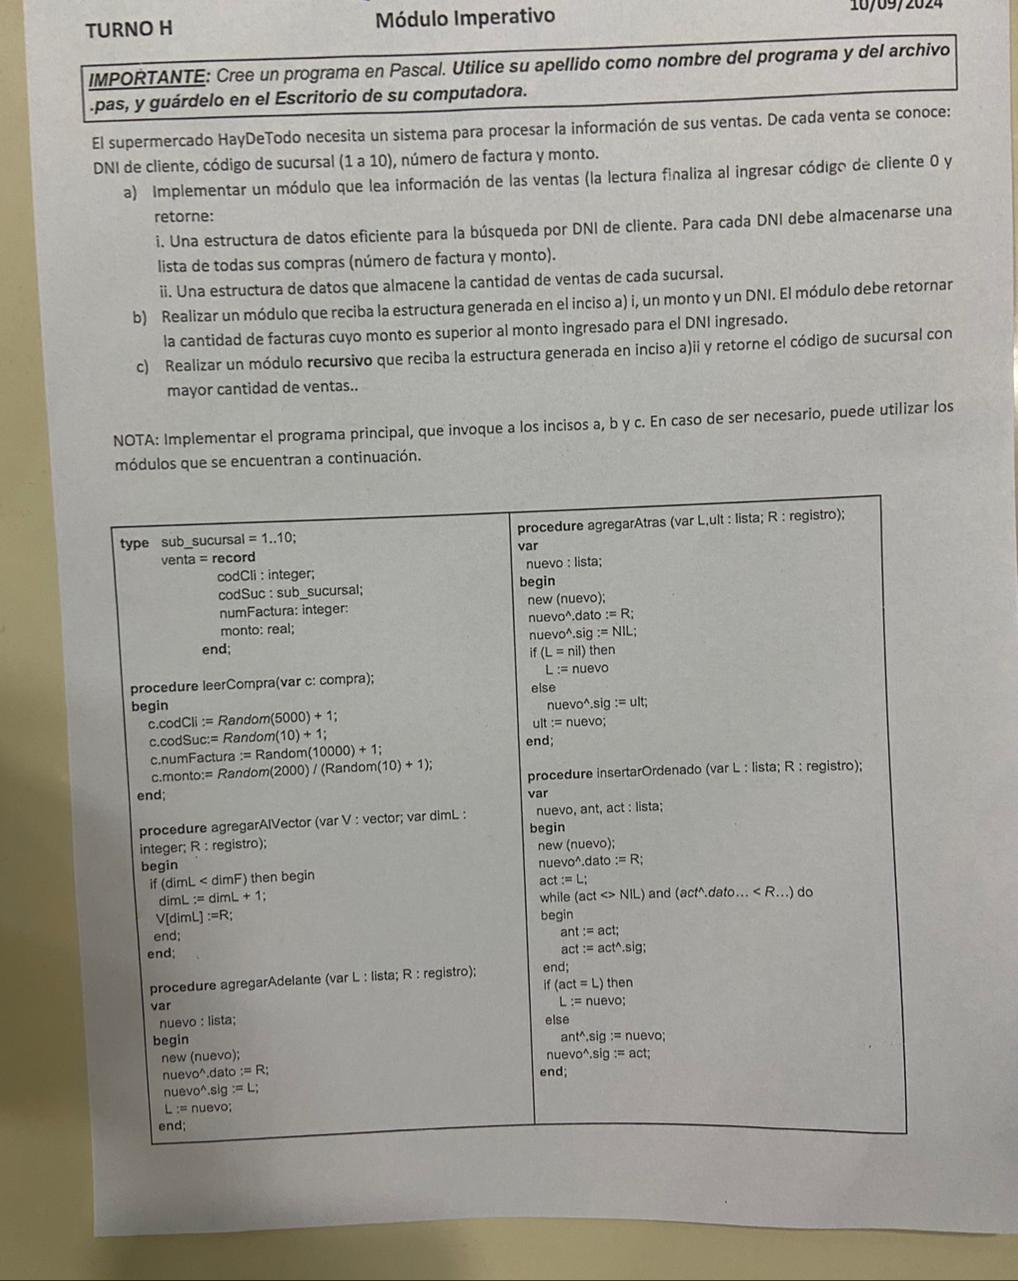 TURNO H
Módulo Imperativo
10/09/2024
IMPORTANTE: Cree un programa en Pascal. Utilice su apellido como nombre del programa y del archivo
.pas, y guárdelo en el Escritorio de su computadora.
El supermercado HayDeTodo necesita un sistema para procesar la información de sus ventas. De cada venta se conoce:
DNI de cliente, código de sucursal (1 a 10), número de factura y monto.
a) Implementar un módulo que lea información de las ventas (la lectura finaliza al ingresar código de cliente 0 y
retorne:
i. Una estructura de datos eficiente para la búsqueda por DNI de cliente. Para cada DNI debe almacenarse una
lista de todas sus compras (número de factura y monto).
ii. Una estructura de datos que almacene la cantidad de ventas de cada sucursal.
b) Realizar un módulo que reciba la estructura generada en el inciso a) i, un monto y un DNI. El módulo debe retornar
la cantidad de facturas cuyo monto es superior al monto ingresado para el DNI ingresado.
c) Realizar un módulo recursivo que reciba la estructura generada en inciso a)ii y retorne el código de sucursal con
mayor cantidad de ventas..
NOTA: Implementar el programa principal, que invoque a los incisos a, b y c. En caso de ser necesario, puede utilizar los
módulos que se encuentran a continuación.
type sub_sucursal = 1..10;
venta = record
codCli : integer;
codSuc : sub_sucursal;
numFactura: integer:
monto: real;
end;
procedure leerCompra(var c: compra);
begin
c.codCli := Random(5000) + 1;
c.codSuc:= Random(10) + 1;
c.numFactura := Random(10000) + 1;
c.monto:= Random(2000) / (Random(10) + 1);
end;
procedure agregarAlVector (var V : vector; var dimL :
integer; R : registro);
begin
if (dimL < dimF) then begin
dimL := dimL + 1;
V[dimL] :=R;
end;
end;
procedure agregarAdelante (var L : lista; R : registro);
var
nuevo : lista;
begin
new (nuevo);
nuevo^.dato := R;
nuevo^.sig := L;
L := nuevo;
end;
procedure agregarAtras (var L,ult : lista; R : registro);
var
nuevo : lista;
begin
new (nuevo);
nuevo^.dato := R;
nuevo^.sig := NIL;
if (L = nil) then
L := nuevo
else
nuevo^.sig := ult;
ult := nuevo;
end;
procedure insertarOrdenado (var L : lista; R : registro);
var
nuevo, ant, act : lista;
begin
new (nuevo);
nuevo^.dato := R;
act := L;
while (act <> NIL) and (act^.dato… < R…) do
begin
ant := act;
act := act^.sig;
end;
if (act = L) then
L := nuevo;
else
ant^.sig := nuevo;
nuevo^.sig := act;
end;